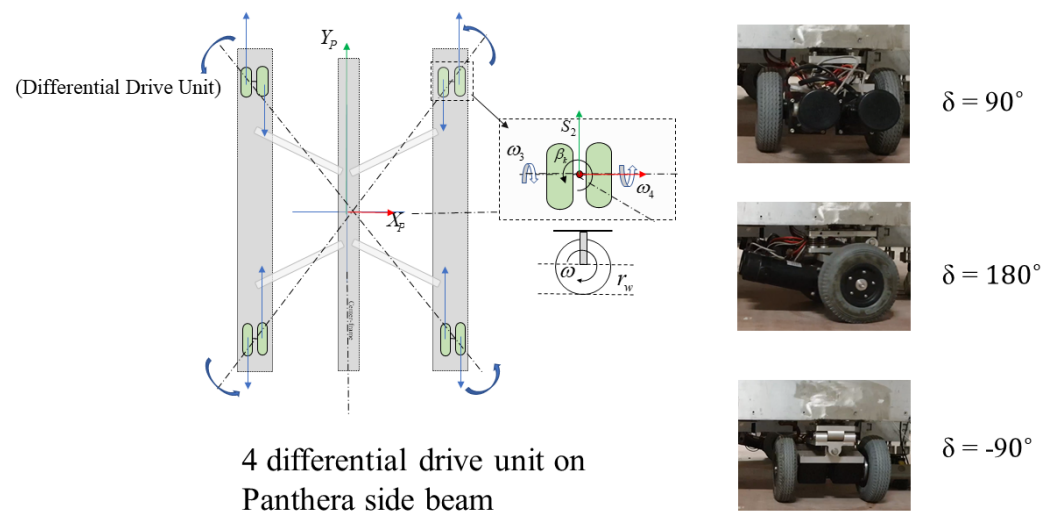 Y_P
(Differential Drive Unit)
δ = 90°
S_2
ω_3
ω_4
X_P
ω
r_w
δ = 180°
δ = -90°
4 differential drive unit on
Panthera side beam